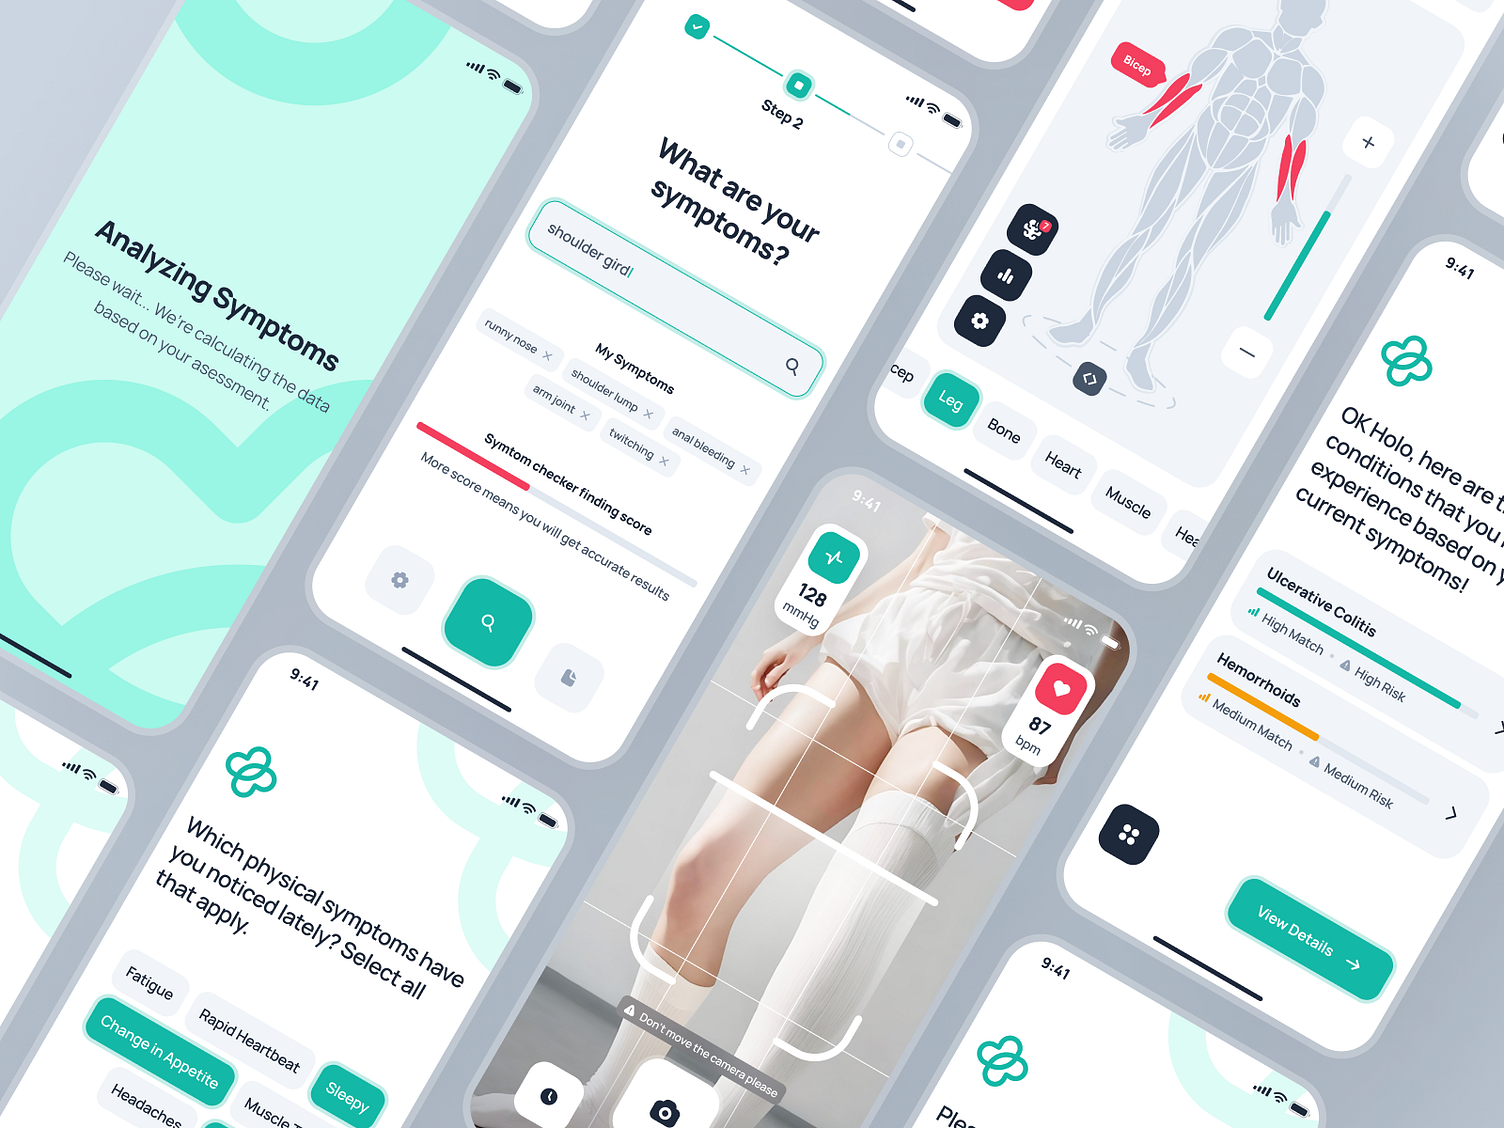 Analyzing Symptoms
Please wait... We're calculating the data
based on your asessment.
Step 2
What are your
symptoms?
shoulder girdl
My Symptoms
runny nose
shoulder lump
anal bleeding
arm joint
twitching
Symtom checker finding score
More score means you will get accurate results
Bicep
7
cep
Leg
Bone
Heart
Muscle
Hea
9:41
OK Holo, here are t
conditions that you'r
experience based on y
current symptoms!
Ulcerative Colitis
High Match
High Risk
Hemorrhoids
Medium Match
Medium Risk
View Details
9:41
Which physical symptoms have
you noticed lately? Select all
that apply.
Fatigue
Rapid Heartbeat
Change in Appetite
Sleepy
Headaches
Muscle T
9:41
128
mmHg
87
bpm
Don't move the camera please
9:41
Plea